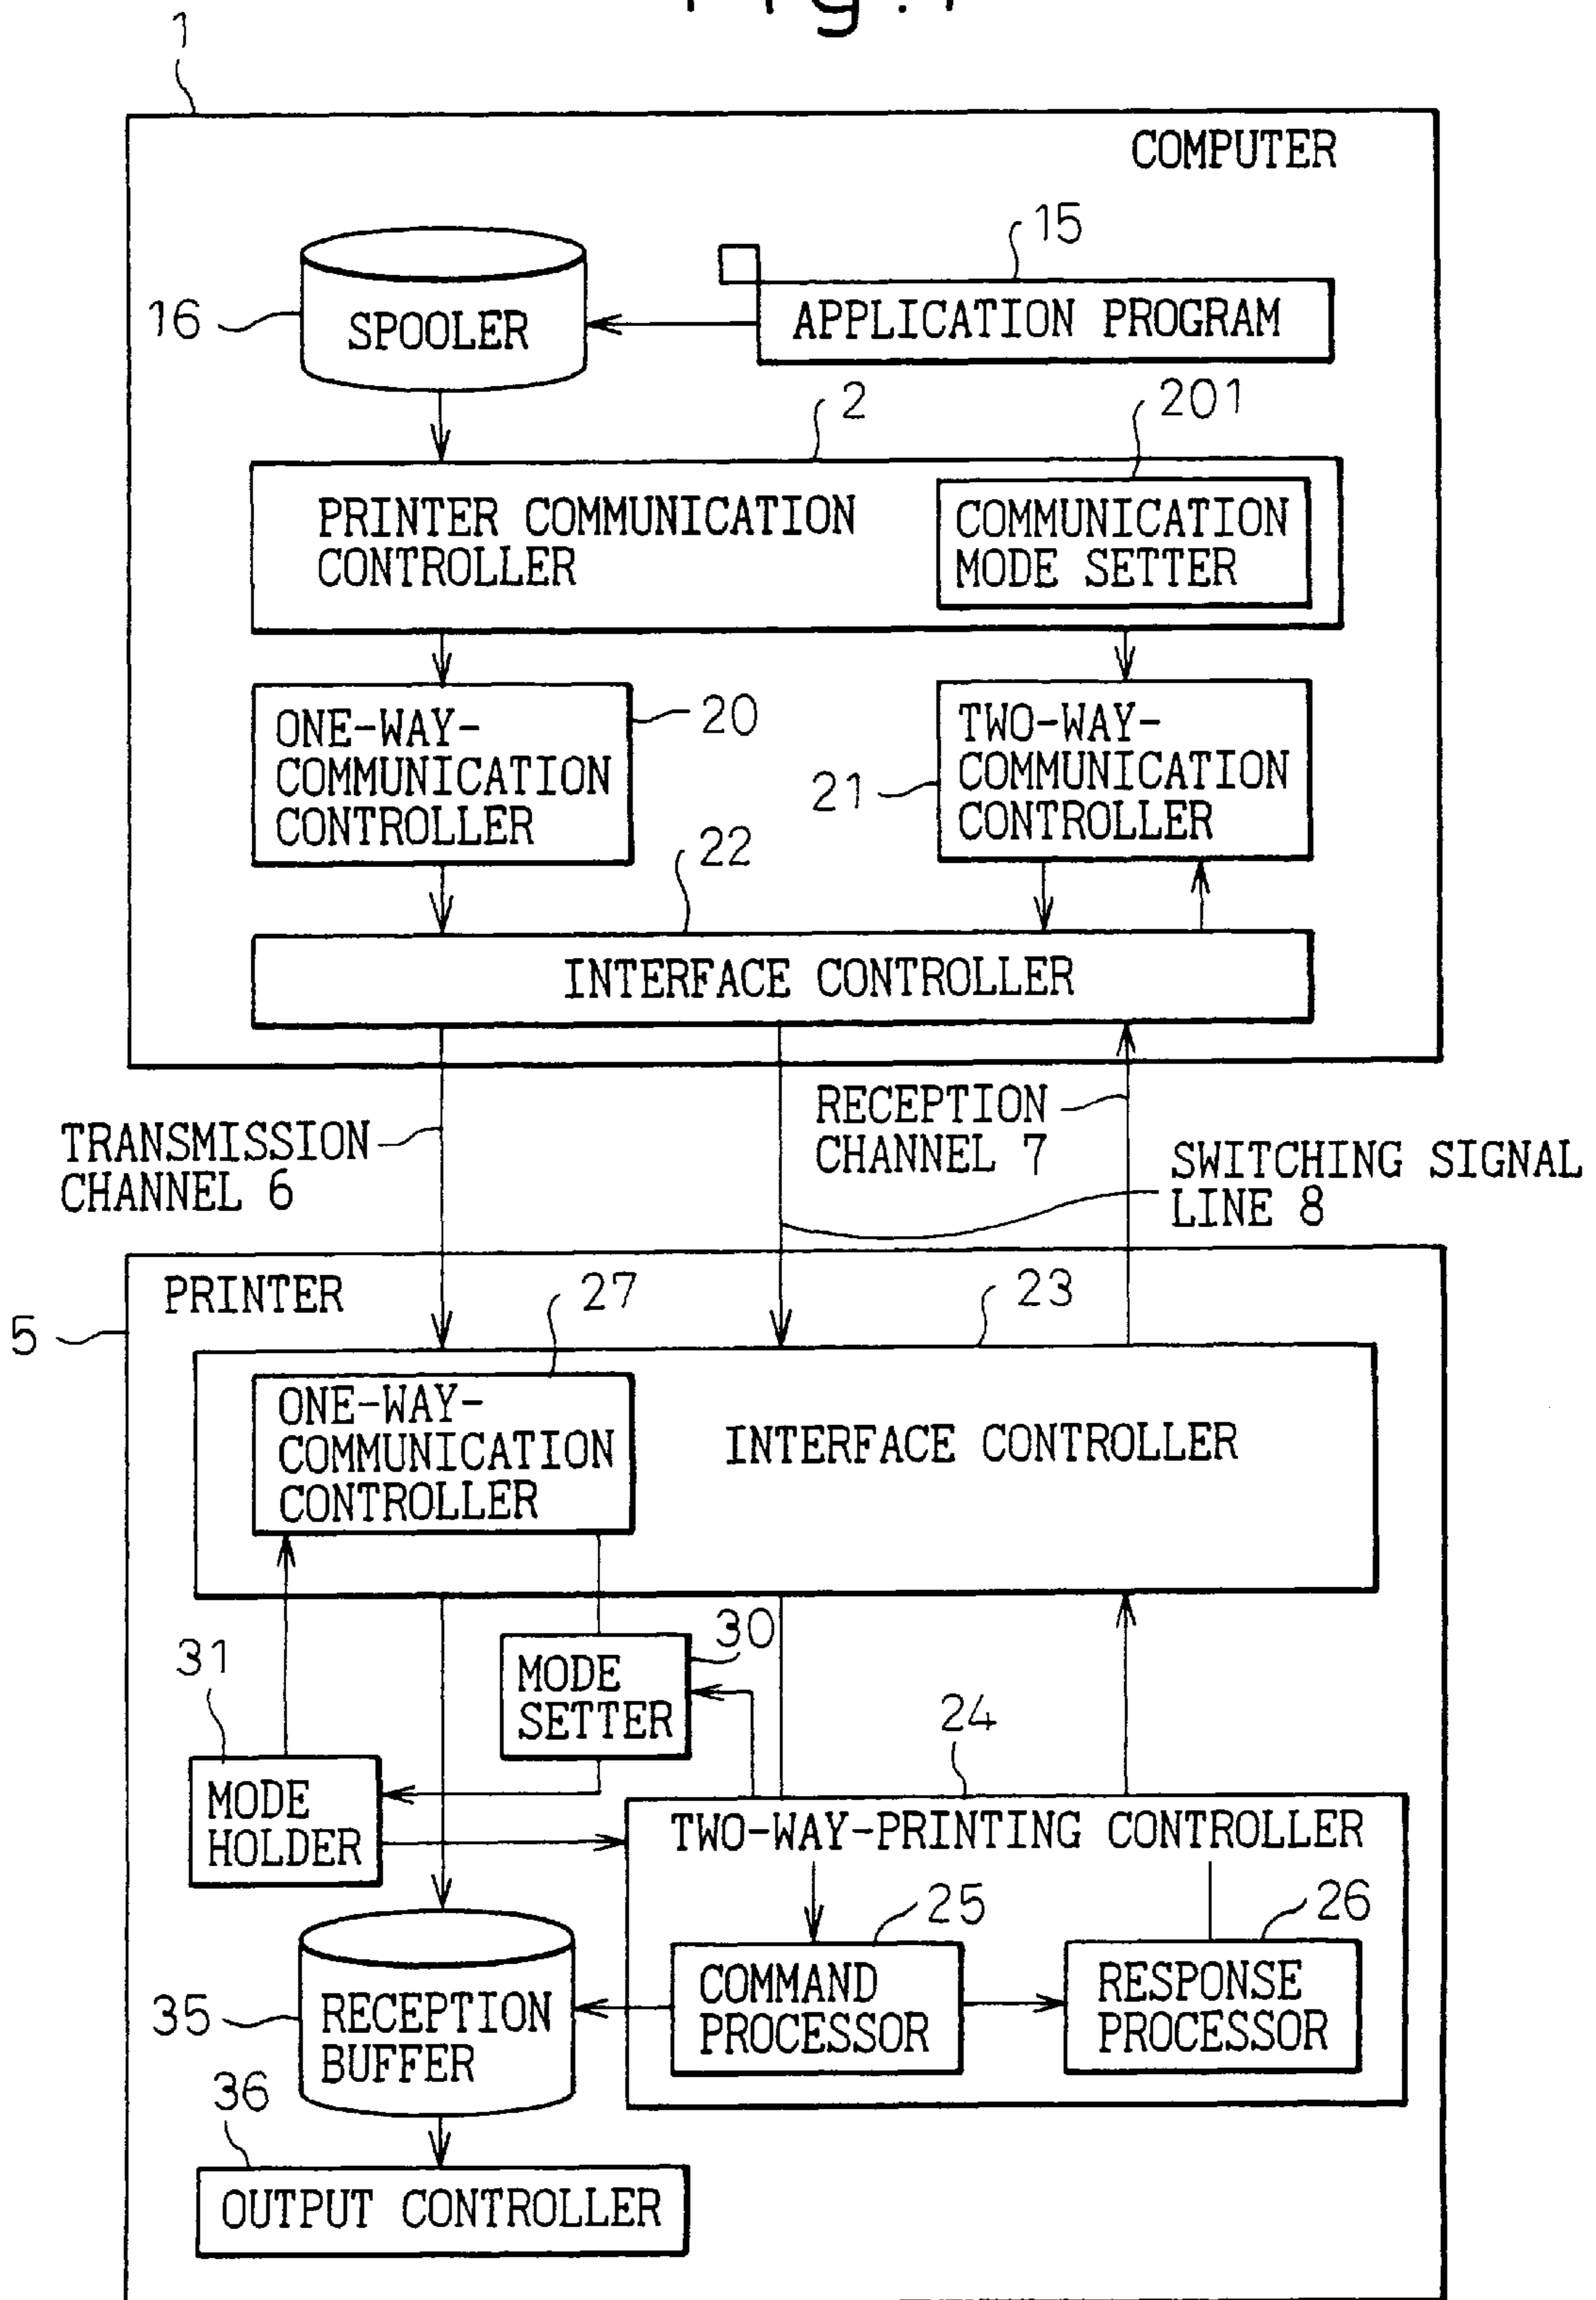 Fig.1
1
COMPUTER
15
16
SPOOLER
APPLICATION PROGRAM
2
201
PRINTER COMMUNICATION
CONTROLLER
COMMUNICATION
MODE SETTER
ONE-WAY-
COMMUNICATION
CONTROLLER
20
21
TWO-WAY-
COMMUNICATION
CONTROLLER
22
INTERFACE CONTROLLER
TRANSMISSION
CHANNEL 6
RECEPTION
CHANNEL 7
SWITCHING SIGNAL
LINE 8
PRINTER
5
27
23
ONE-WAY-
COMMUNICATION
CONTROLLER
INTERFACE CONTROLLER
31
30
MODE
SETTER
24
MODE
HOLDER
TWO-WAY-PRINTING CONTROLLER
25
26
35
RECEPTION
BUFFER
COMMAND
PROCESSOR
RESPONSE
PROCESSOR
36
OUTPUT CONTROLLER